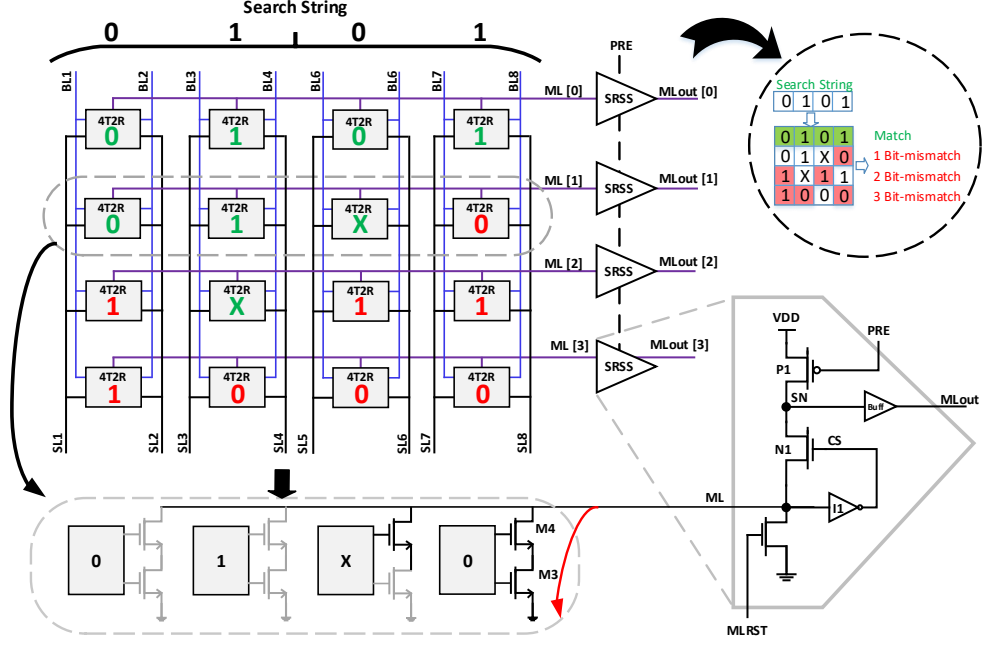 Search String
0 1 0 1
PRE
BL1 BL2 BL3 BL4 BL6 BL6 BL7 BL8
ML [0] SRSS MLout [0]
4T2R 4T2R 4T2R 4T2R
0 1 0 1
ML [1] SRSS MLout [1]
4T2R 4T2R 4T2R 4T2R
0 1 X 0
ML [2] SRSS MLout [2]
4T2R 4T2R 4T2R 4T2R
1 X 1 1
ML [3] SRSS MLout [3]
4T2R 4T2R 4T2R 4T2R
1 0 0 0
SL1 SL2 SL3 SL4 SL5 SL6 SL7 SL8
Search String
0 1 0 1
0 1 0 1 Match
0 1 X 0 1 Bit-mismatch
1 X 1 1 2 Bit-mismatch
1 0 0 0 3 Bit-mismatch
VDD
PRE
P1
SN
Buff
MLout
N1
CS
ML
I1
MLRST
0 1 X 0
M4
M3